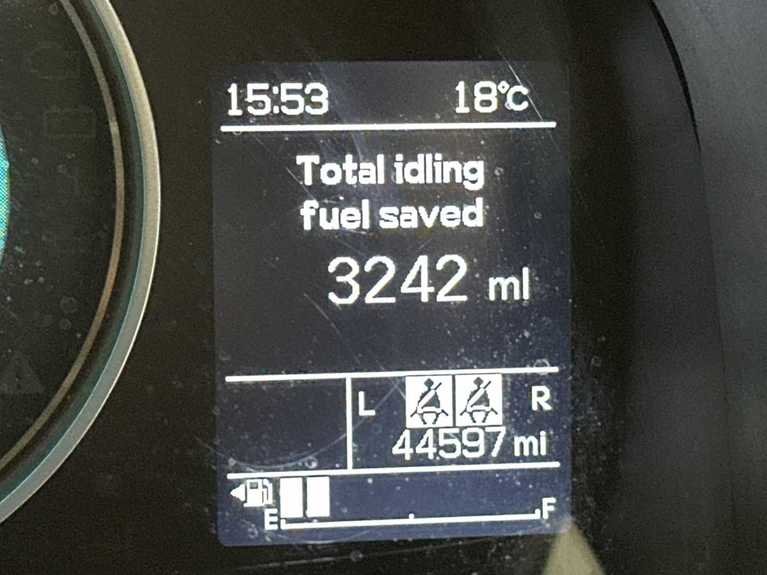 15:53 18°C
Total idling
fuel saved
3242 ml
L R
44597 mi
E F